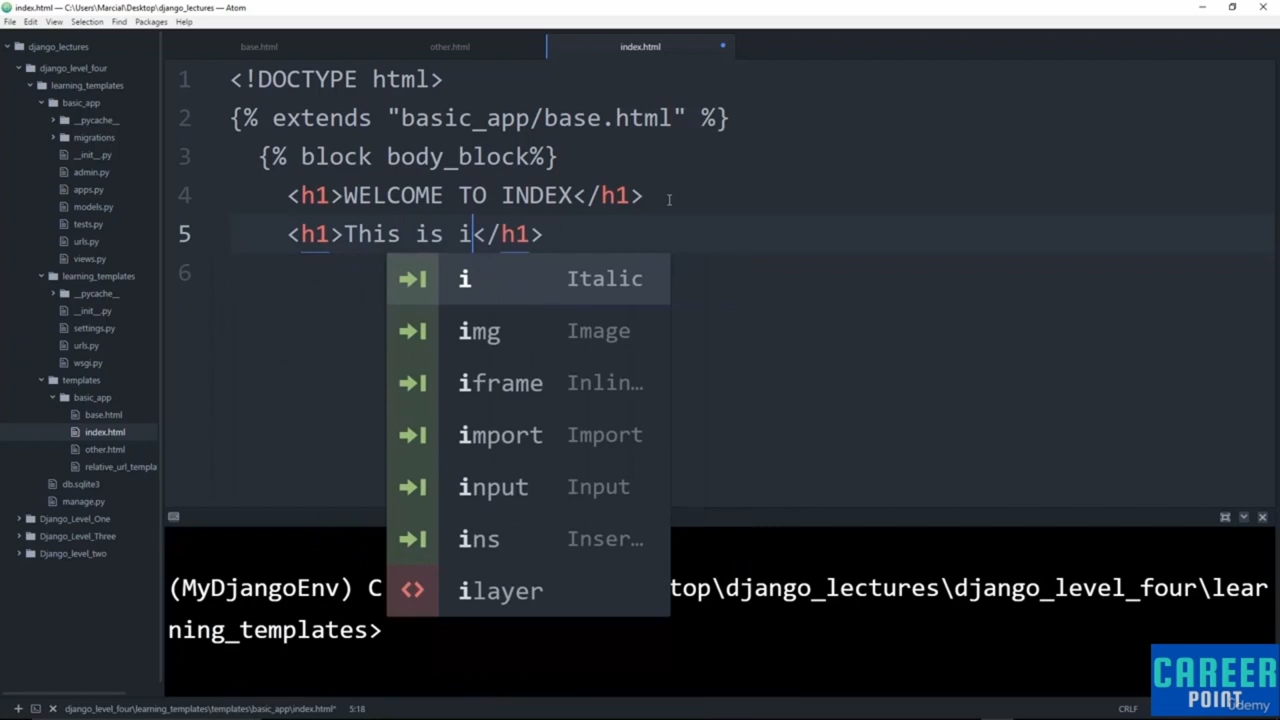 index.html — C:\Users\Marcial\Desktop\django_lectures — Atom
File Edit View Selection Find Packages Help
django_lectures
django_level_four
learning_templates
basic_app
__pycache__
migrations
__init__.py
admin.py
apps.py
models.py
tests.py
urls.py
views.py
learning_templates
__pycache__
__init__.py
settings.py
urls.py
wsgi.py
templates
basic_app
base.html
index.html
other.html
relative_url_templa
db.sqlite3
manage.py
Django_Level_One
Django_Level_Three
Django_level_two
base.html other.html index.html
1 <!DOCTYPE html>
2 {% extends "basic_app/base.html" %}
3 {% block body_block%}
4 <h1>WELCOME TO INDEX</h1>
5 <h1>This is i</h1>
6
i Italic
img Image
iframe Inlin…
import Import
input Input
ins Inser…
<> ilayer
(MyDjangoEnv) C top\django_lectures\django_level_four\lear
ning_templates>
django_level_four\learning_templates\templates\basic_app\index.html* 5:18 CRLF
CAREER
POINT
Udemy